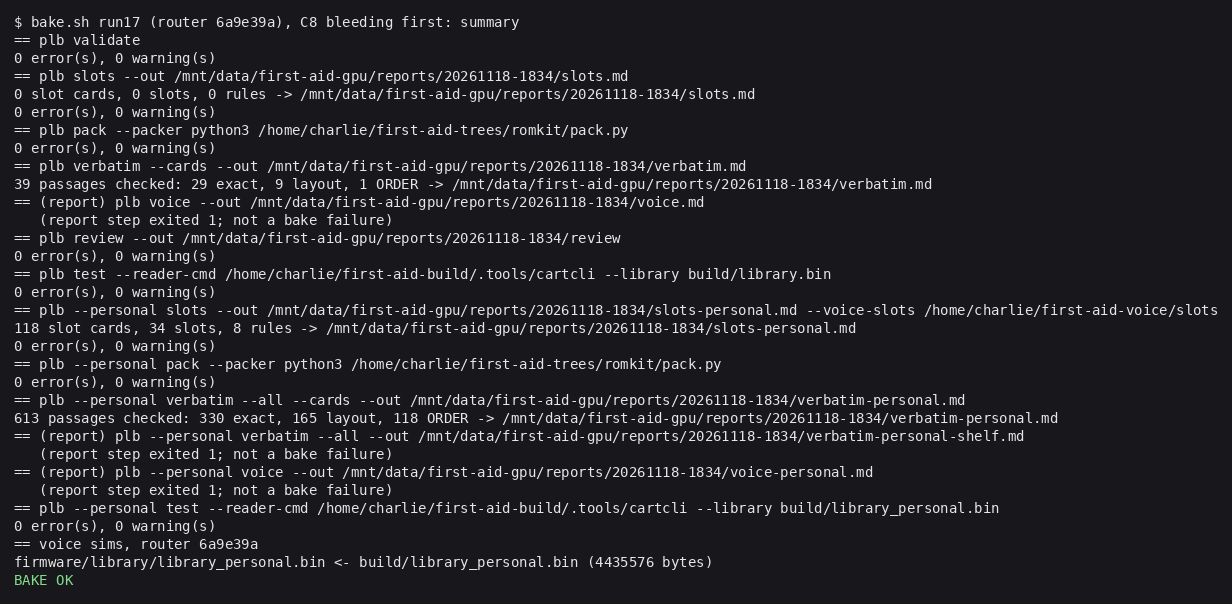 $ bake.sh run17 (router 6a9e39a), C8 bleeding first: summary
== plb validate
0 error(s), 0 warning(s)
== plb slots --out /mnt/data/first-aid-gpu/reports/20261118-1834/slots.md
0 slot cards, 0 slots, 0 rules -> /mnt/data/first-aid-gpu/reports/20261118-1834/slots.md
0 error(s), 0 warning(s)
== plb pack --packer python3 /home/charlie/first-aid-trees/romkit/pack.py
0 error(s), 0 warning(s)
== plb verbatim --cards --out /mnt/data/first-aid-gpu/reports/20261118-1834/verbatim.md
39 passages checked: 29 exact, 9 layout, 1 ORDER -> /mnt/data/first-aid-gpu/reports/20261118-1834/verbatim.md
== (report) plb voice --out /mnt/data/first-aid-gpu/reports/20261118-1834/voice.md
   (report step exited 1; not a bake failure)
== plb review --out /mnt/data/first-aid-gpu/reports/20261118-1834/review
0 error(s), 0 warning(s)
== plb test --reader-cmd /home/charlie/first-aid-build/.tools/cartcli --library build/library.bin
0 error(s), 0 warning(s)
== plb --personal slots --out /mnt/data/first-aid-gpu/reports/20261118-1834/slots-personal.md --voice-slots /home/charlie/first-aid-voice/slots
118 slot cards, 34 slots, 8 rules -> /mnt/data/first-aid-gpu/reports/20261118-1834/slots-personal.md
0 error(s), 0 warning(s)
== plb --personal pack --packer python3 /home/charlie/first-aid-trees/romkit/pack.py
0 error(s), 0 warning(s)
== plb --personal verbatim --all --cards --out /mnt/data/first-aid-gpu/reports/20261118-1834/verbatim-personal.md
613 passages checked: 330 exact, 165 layout, 118 ORDER -> /mnt/data/first-aid-gpu/reports/20261118-1834/verbatim-personal.md
== (report) plb --personal verbatim --all --out /mnt/data/first-aid-gpu/reports/20261118-1834/verbatim-personal-shelf.md
   (report step exited 1; not a bake failure)
== (report) plb --personal voice --out /mnt/data/first-aid-gpu/reports/20261118-1834/voice-personal.md
   (report step exited 1; not a bake failure)
== plb --personal test --reader-cmd /home/charlie/first-aid-build/.tools/cartcli --library build/library_personal.bin
0 error(s), 0 warning(s)
== voice sims, router 6a9e39a
firmware/library/library_personal.bin <- build/library_personal.bin (4435576 bytes)
BAKE OK